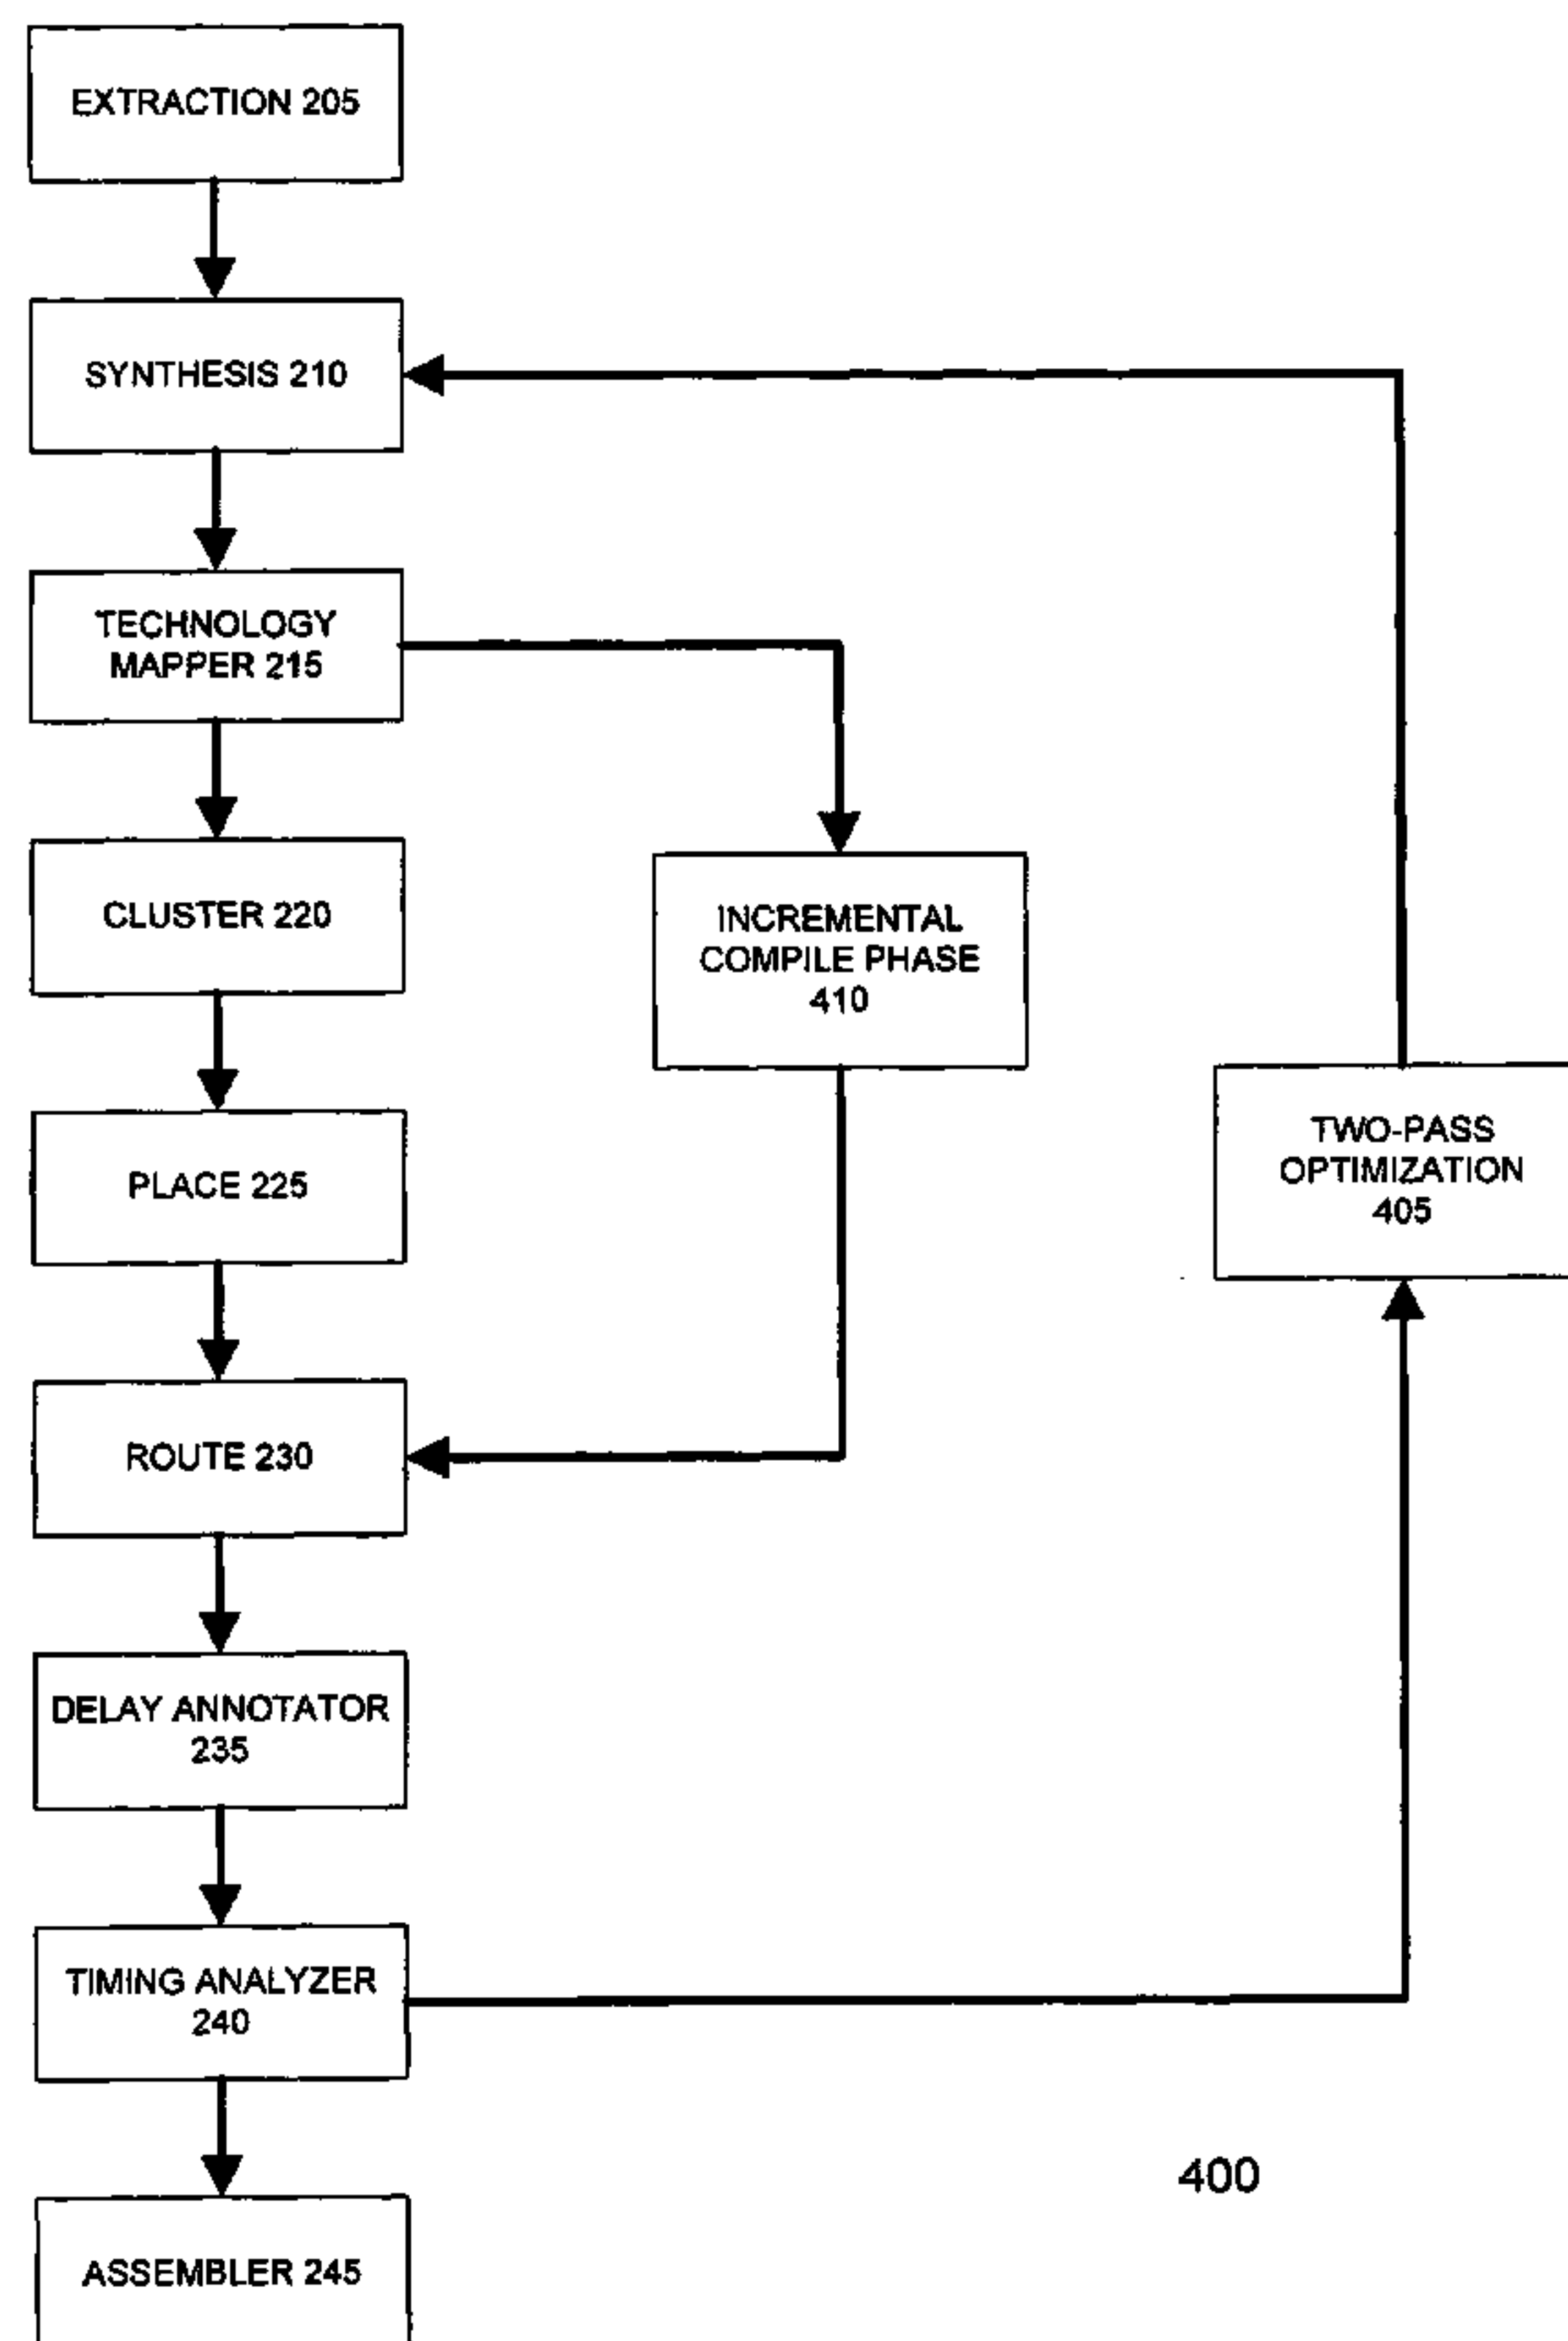 EXTRACTION 205
SYNTHESIS 210
TECHNOLOGY
MAPPER 215
CLUSTER 220
INCREMENTAL
COMPILE PHASE
410
TWO-PASS
OPTIMIZATION
405
PLACE 225
ROUTE 230
DELAY ANNOTATOR
235
TIMING ANALYZER
240
400
ASSEMBLER 245